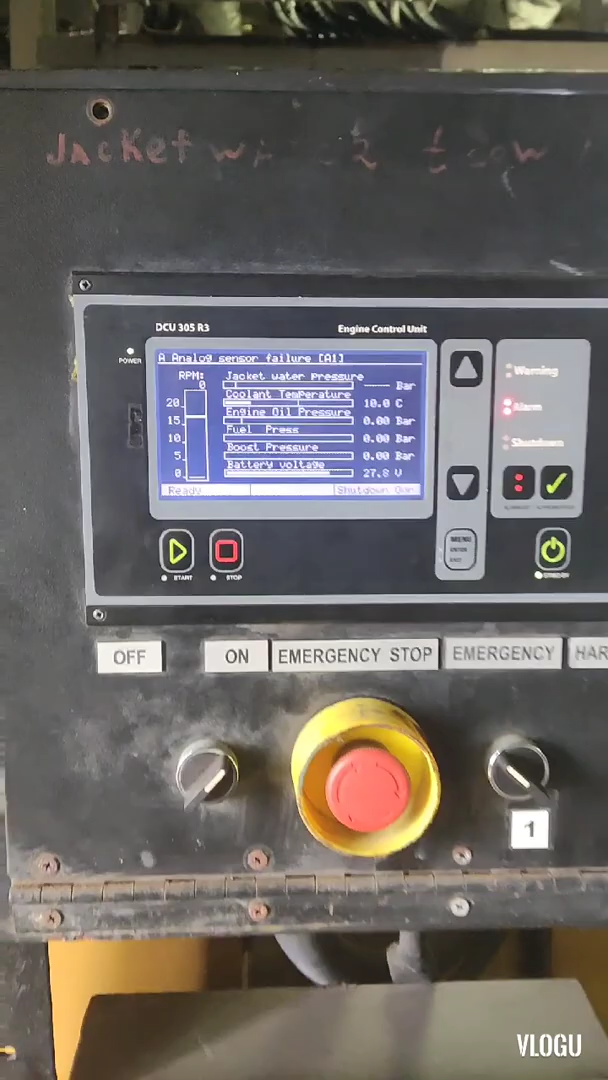 Jacket
DCU 305 R3
Engine Control Unit
POWER
A Analog sensor failure [A1]
RPM:
0
20
15
10
5
0
Jacket water Pressure
----- Bar
Coolant Temperature
10.0 C
Engine Oil Pressure
0.00 Bar
Fuel Press
0.00 Bar
Boost Pressure
0.00 Bar
Battery voltage
27.8 V
Ready
Shutdown
Warning
Alarm
Shutdown
START
STOP
MENU
OFF
ON
EMERGENCY STOP
EMERGENCY
HAR
1
VLOGU